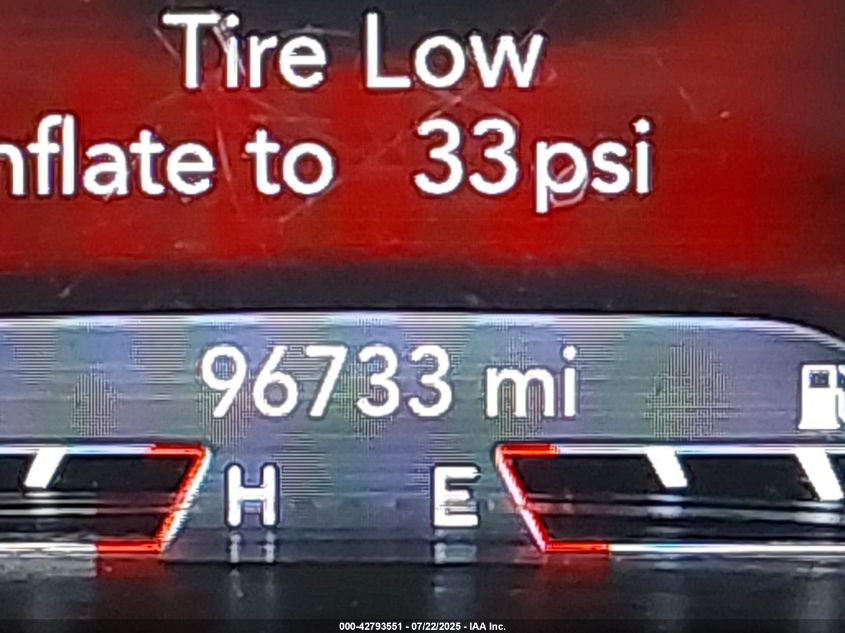 Tire Low
nflate to 33 psi
96733 mi
H E
000-42793551 - 07/22/2025 - IAA Inc.